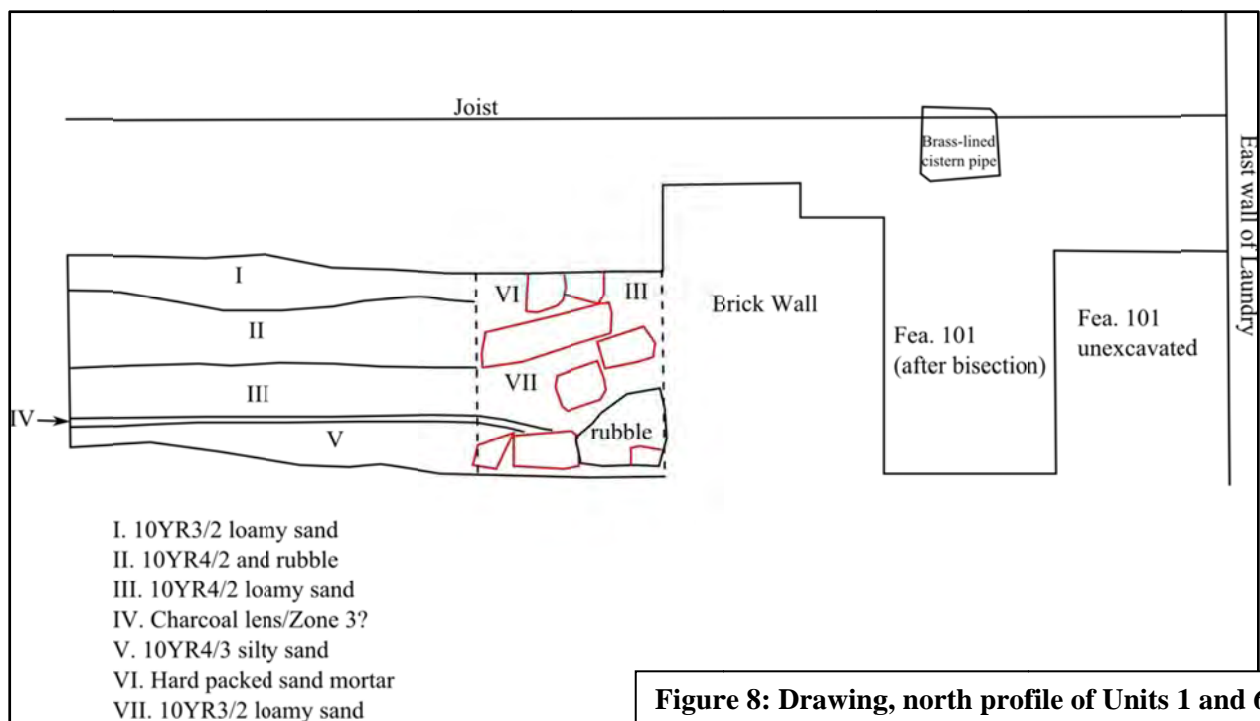 Joist
Brass-lined
cistern pipe
East wall of Laundry
I
VI
III
II
Brick Wall
Fea. 101
(after bisection)
Fea. 101
unexcavated
VII
III
IV
V
rubble
I. 10YR3/2 loamy sand
II. 10YR4/2 and rubble
III. 10YR4/2 loamy sand
IV. Charcoal lens/Zone 3?
V. 10YR4/3 silty sand
VI. Hard packed sand mortar
VII. 10YR3/2 loamy sand
Figure 8: Drawing, north profile of Units 1 and 6